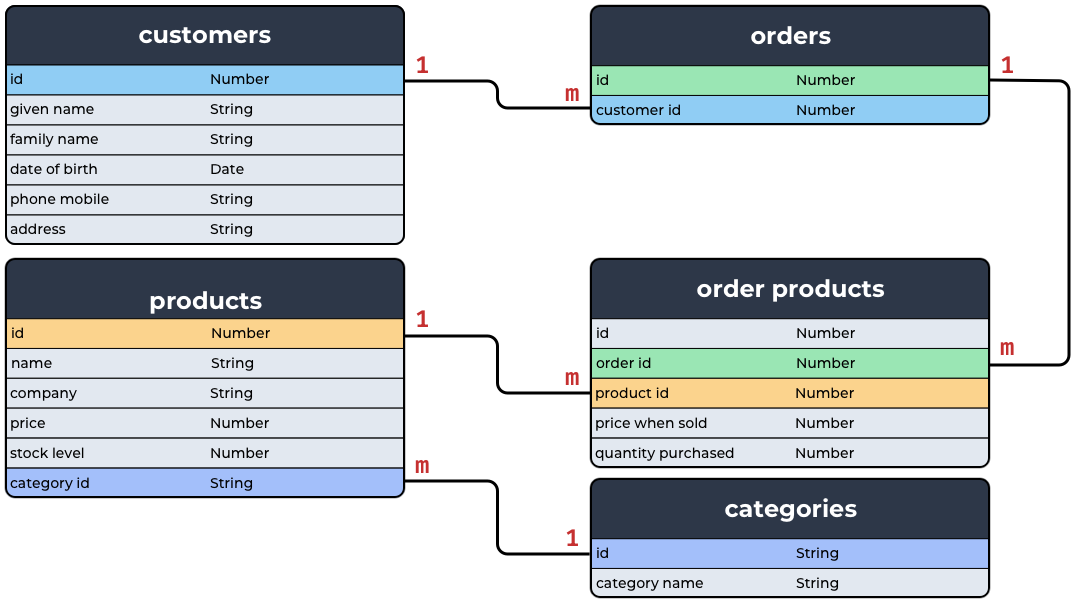 customers
id Number
given name String
family name String
date of birth Date
phone mobile String
address String
1
m
orders
id Number
customer id Number
1
products
id Number
name String
company String
price Number
stock level Number
category id String
1
m
m
1
order products
id Number
order id Number
product id Number
price when sold Number
quantity purchased Number
m
categories
id String
category name String